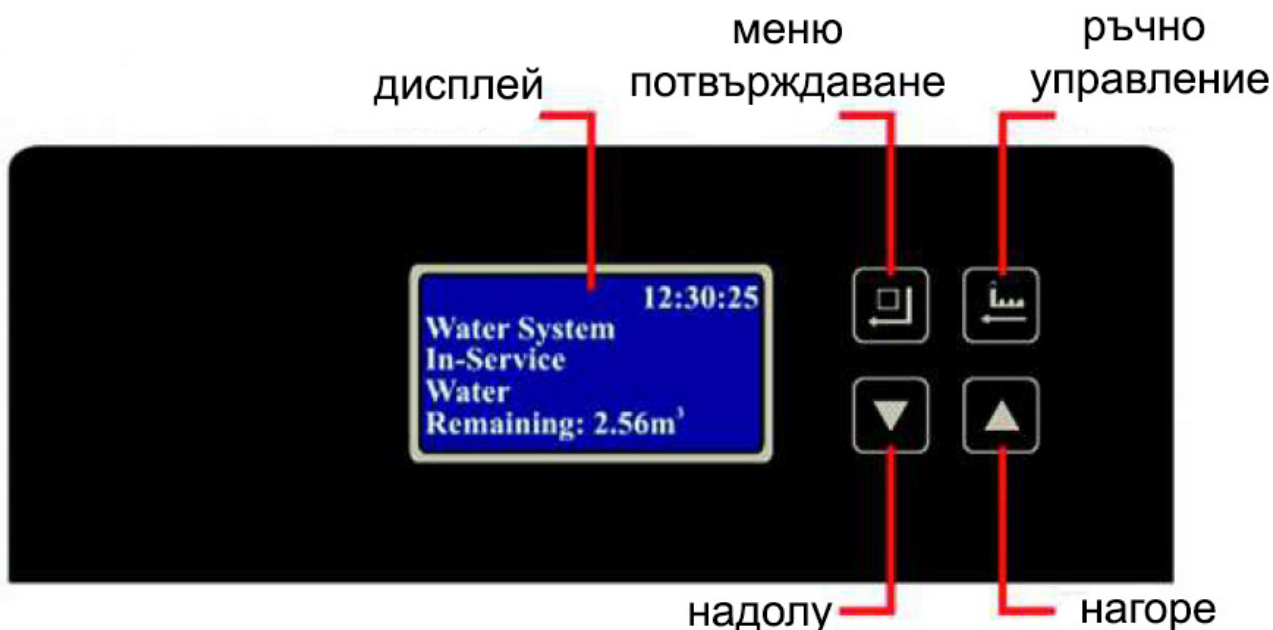 меню
потвърждаване
ръчно
управление
дисплей
12:30:25
Water System
In-Service
Water
Remaining: 2.56m³
надолу
нагоре